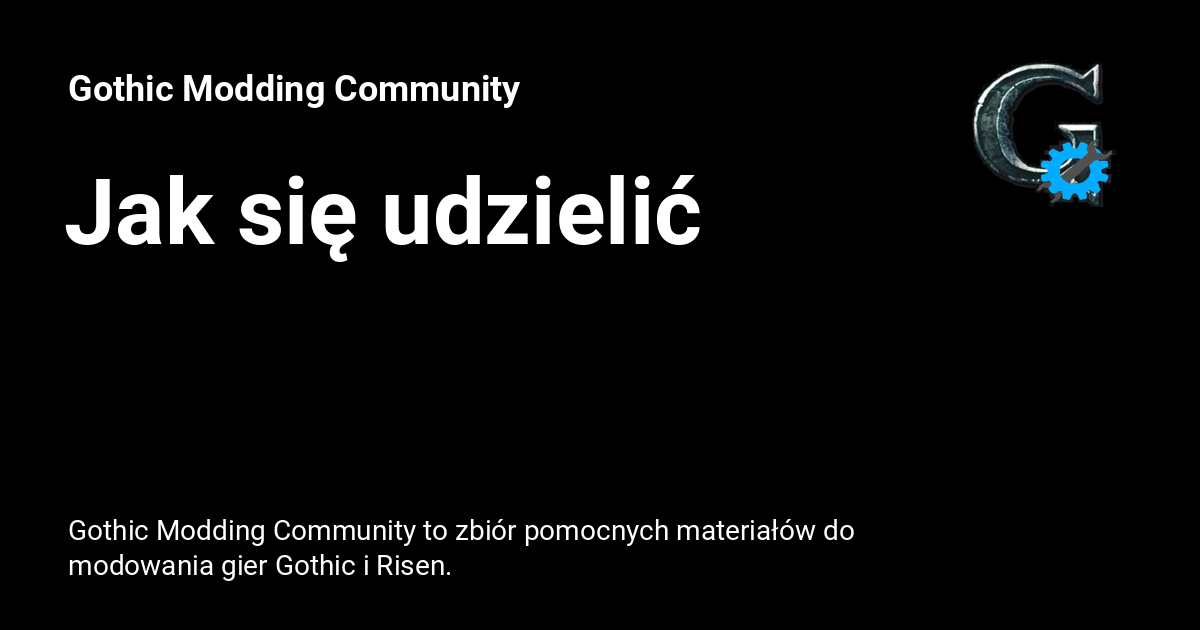 Gothic Modding Community
Jak się udzielić
Gothic Modding Community to zbiór pomocnych materiałów do
modowania gier Gothic i Risen.